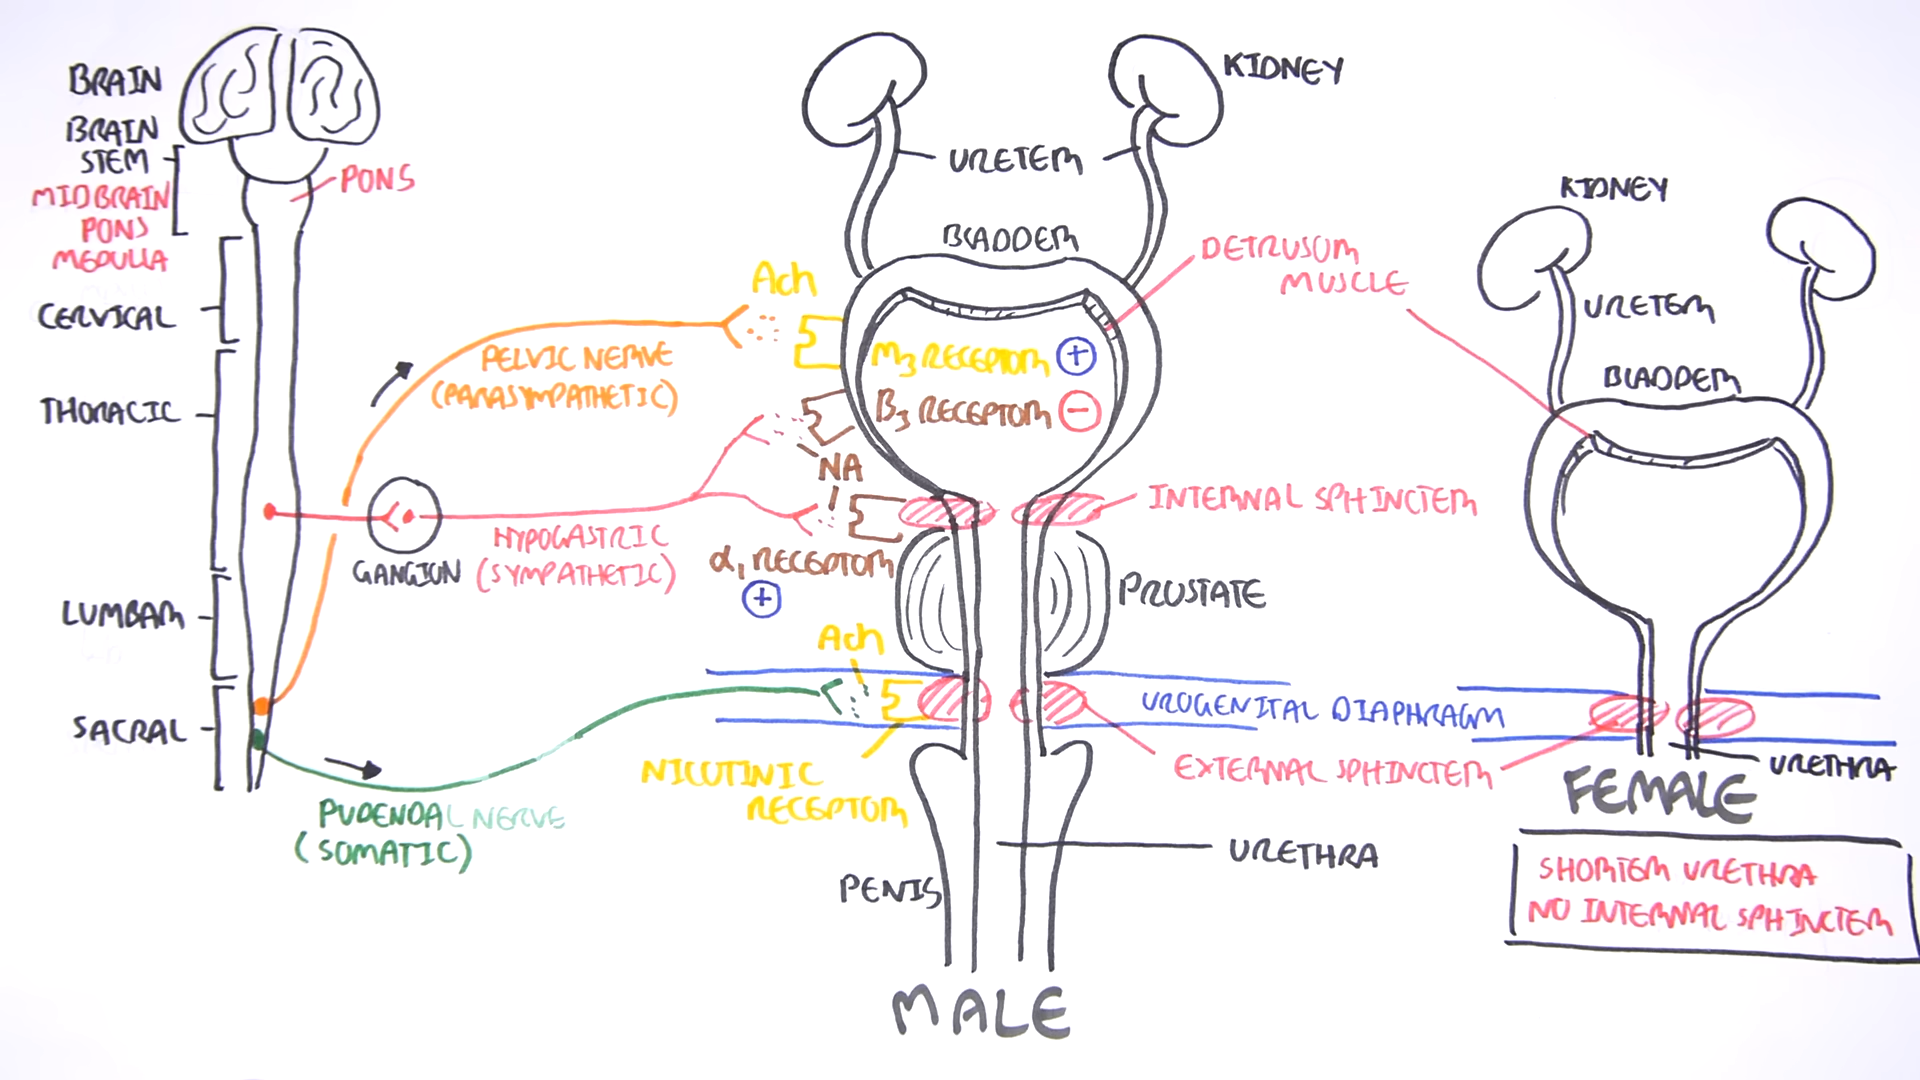 BRAIN
BRAIN
STEM
MIDBRAIN
PONS
MEDULLA
PONS
CERVICAL
THORACIC
LUMBAR
SACRAL
PELVIC NERVE
(PARASYMPATHETIC)
GANGION
HYPOGASTRIC
(SYMPATHETIC)
PUDENDAL NERVE
(SOMATIC)
Ach
M3 RECEPTOR +
B3 RECEPTOR −
NA
α1 RECEPTOR
+
Ach
NICOTINIC
RECEPTOR
KIDNEY
URETER
BLADDER
DETRUSOR
MUSCLE
INTERNAL SPHINCTER
PROSTATE
UROGENITAL DIAPHRAGM
EXTERNAL SPHINCTER
URETHRA
PENIS
MALE
KIDNEY
URETER
BLADDER
URETHRA
FEMALE
SHORTER URETHRA
NO INTERNAL SPHINCTER